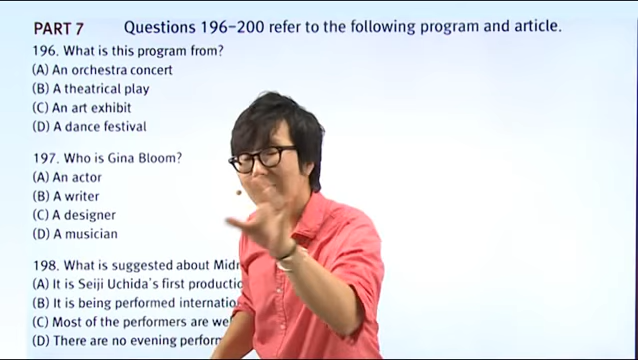 PART 7 Questions 196–200 refer to the following program and article.
196. What is this program from?
(A) An orchestra concert
(B) A theatrical play
(C) An art exhibit
(D) A dance festival
197. Who is Gina Bloom?
(A) An actor
(B) A writer
(C) A designer
(D) A musician
198. What is suggested about
(A) It is Seiji Uchida's first
(B) It is being performed
(C) Most of the performers are
(D) There are no evening